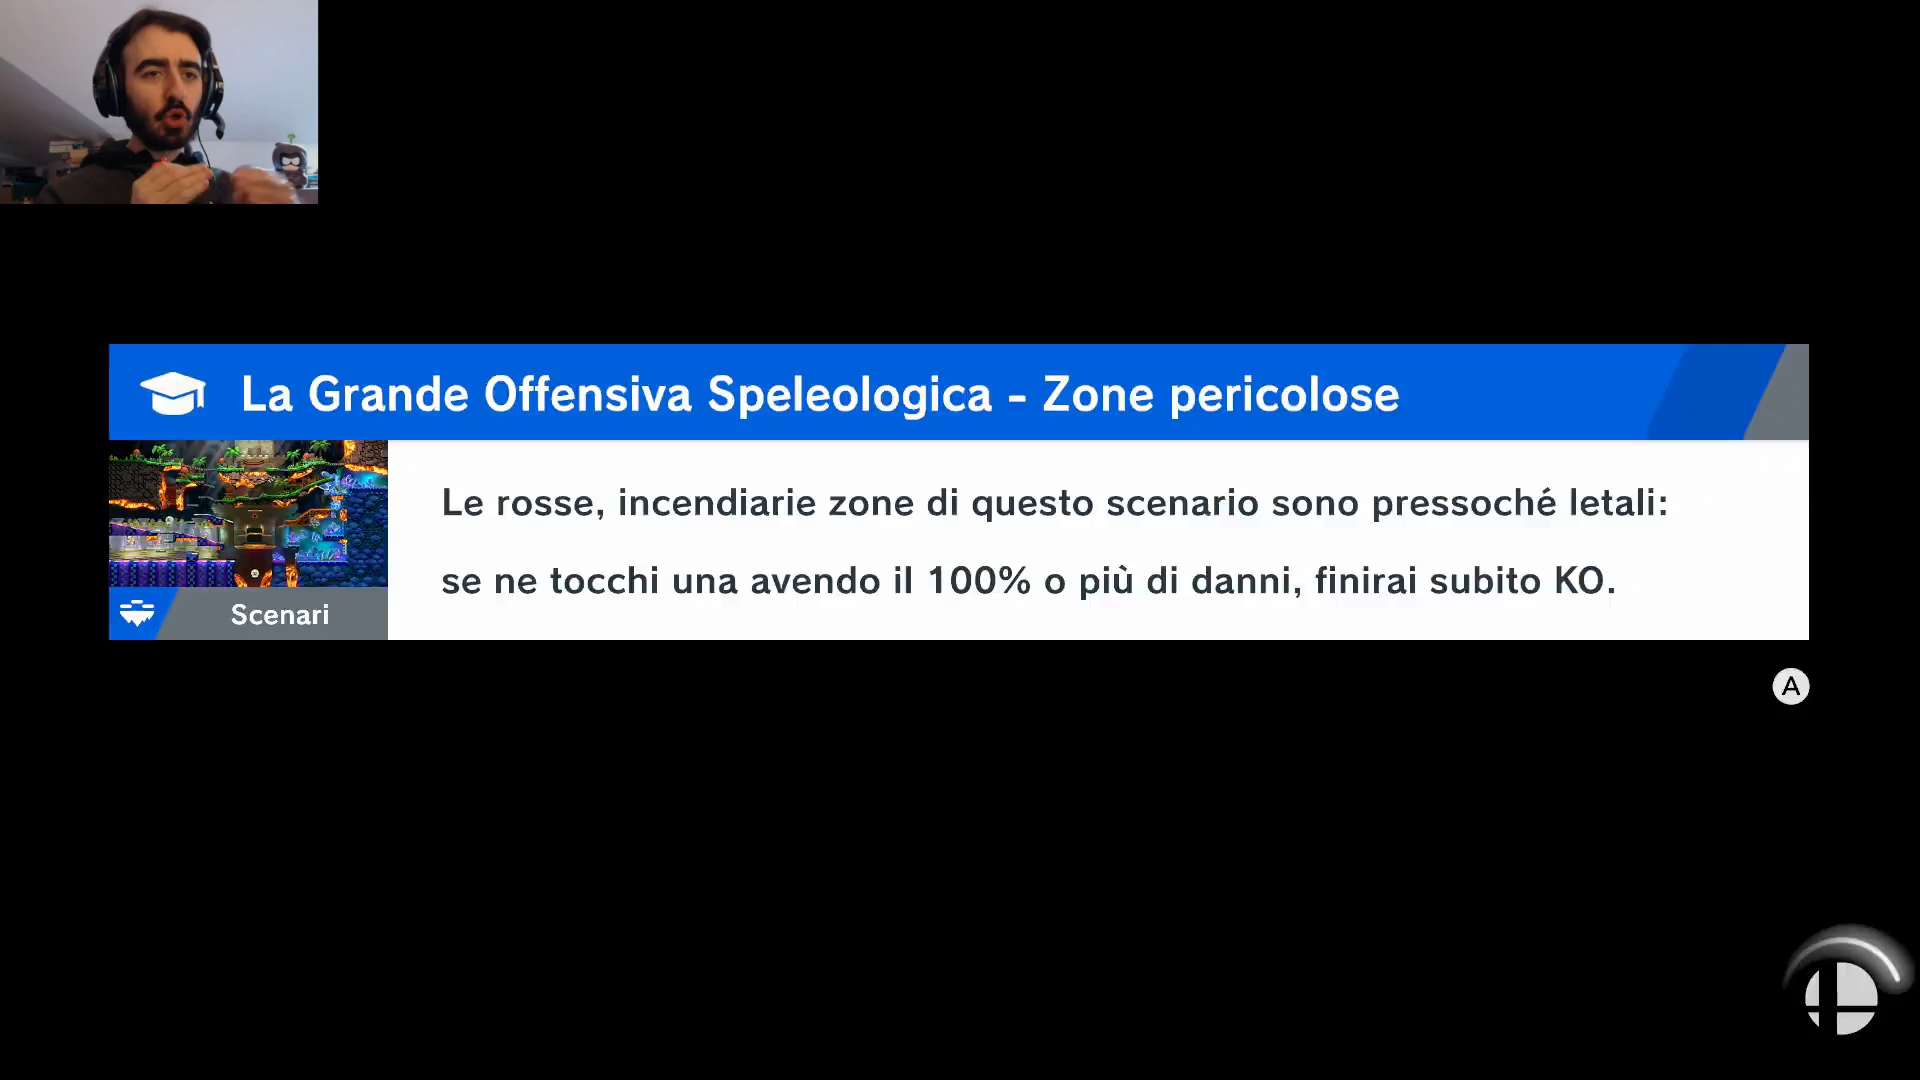 La Grande Offensiva Speleologica - Zone pericolose
Le rosse, incendiarie zone di questo scenario sono pressoché letali:
se ne tocchi una avendo il 100% o più di danni, finirai subito KO.
Scenari
A